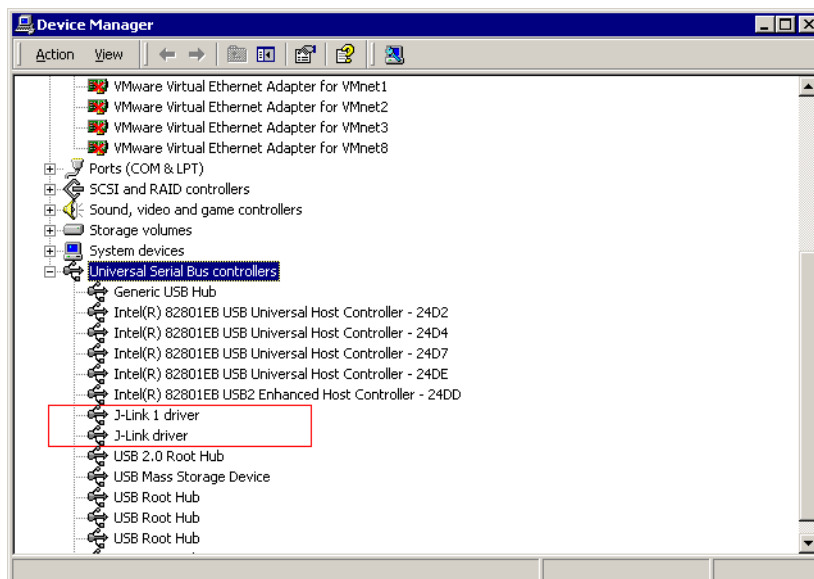 Device Manager
Action View
VMware Virtual Ethernet Adapter for VMnet1
VMware Virtual Ethernet Adapter for VMnet2
VMware Virtual Ethernet Adapter for VMnet3
VMware Virtual Ethernet Adapter for VMnet8
Ports (COM & LPT)
SCSI and RAID controllers
Sound, video and game controllers
Storage volumes
System devices
Universal Serial Bus controllers
Generic USB Hub
Intel(R) 82801EB USB Universal Host Controller - 24D2
Intel(R) 82801EB USB Universal Host Controller - 24D4
Intel(R) 82801EB USB Universal Host Controller - 24D7
Intel(R) 82801EB USB Universal Host Controller - 24DE
Intel(R) 82801EB USB2 Enhanced Host Controller - 24DD
J-Link 1 driver
J-Link driver
USB 2.0 Root Hub
USB Mass Storage Device
USB Root Hub
USB Root Hub
USB Root Hub